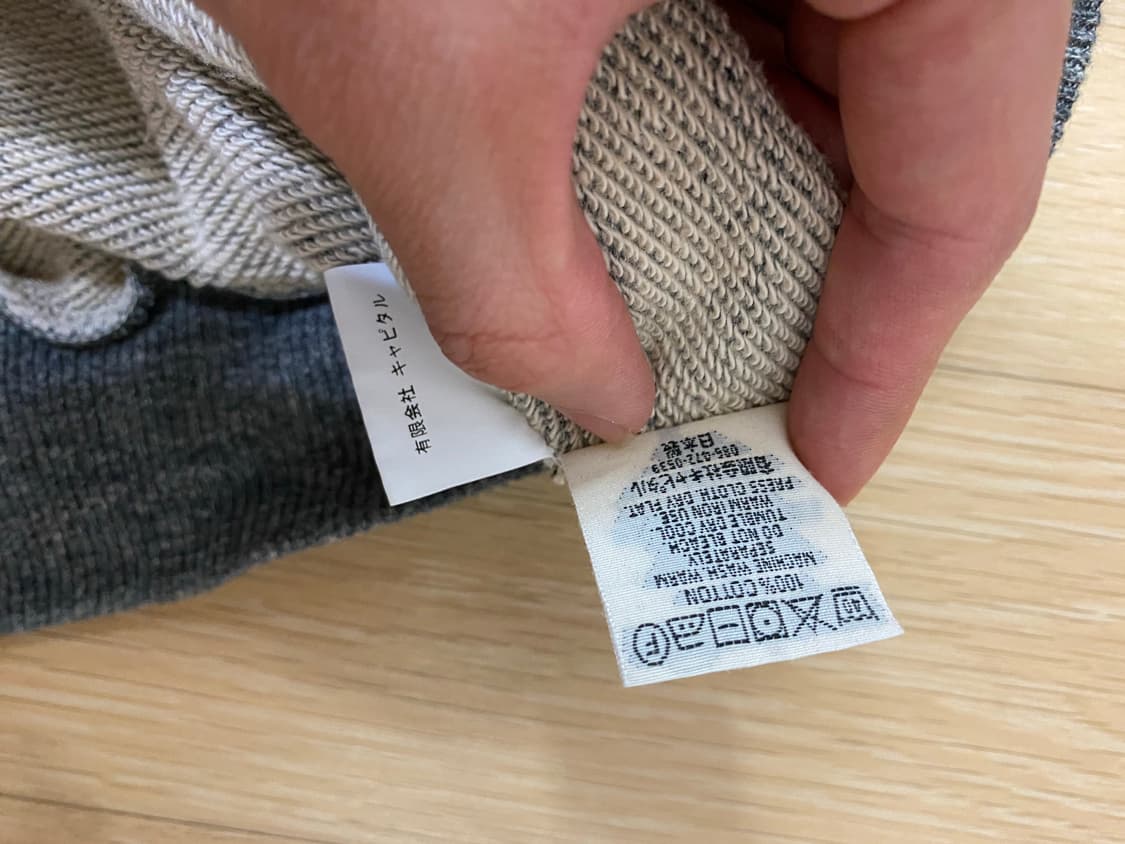 有限会社 キャピタル
100% COTTON
MACHINE WASH WARM
SEPARATELY.
DO NOT BLEACH
TUMBLE DRY COOL
WARM IRON USE
PRESS CLOTH DRY FLAT
有限会社キャピタル
086-472-0539
日本製